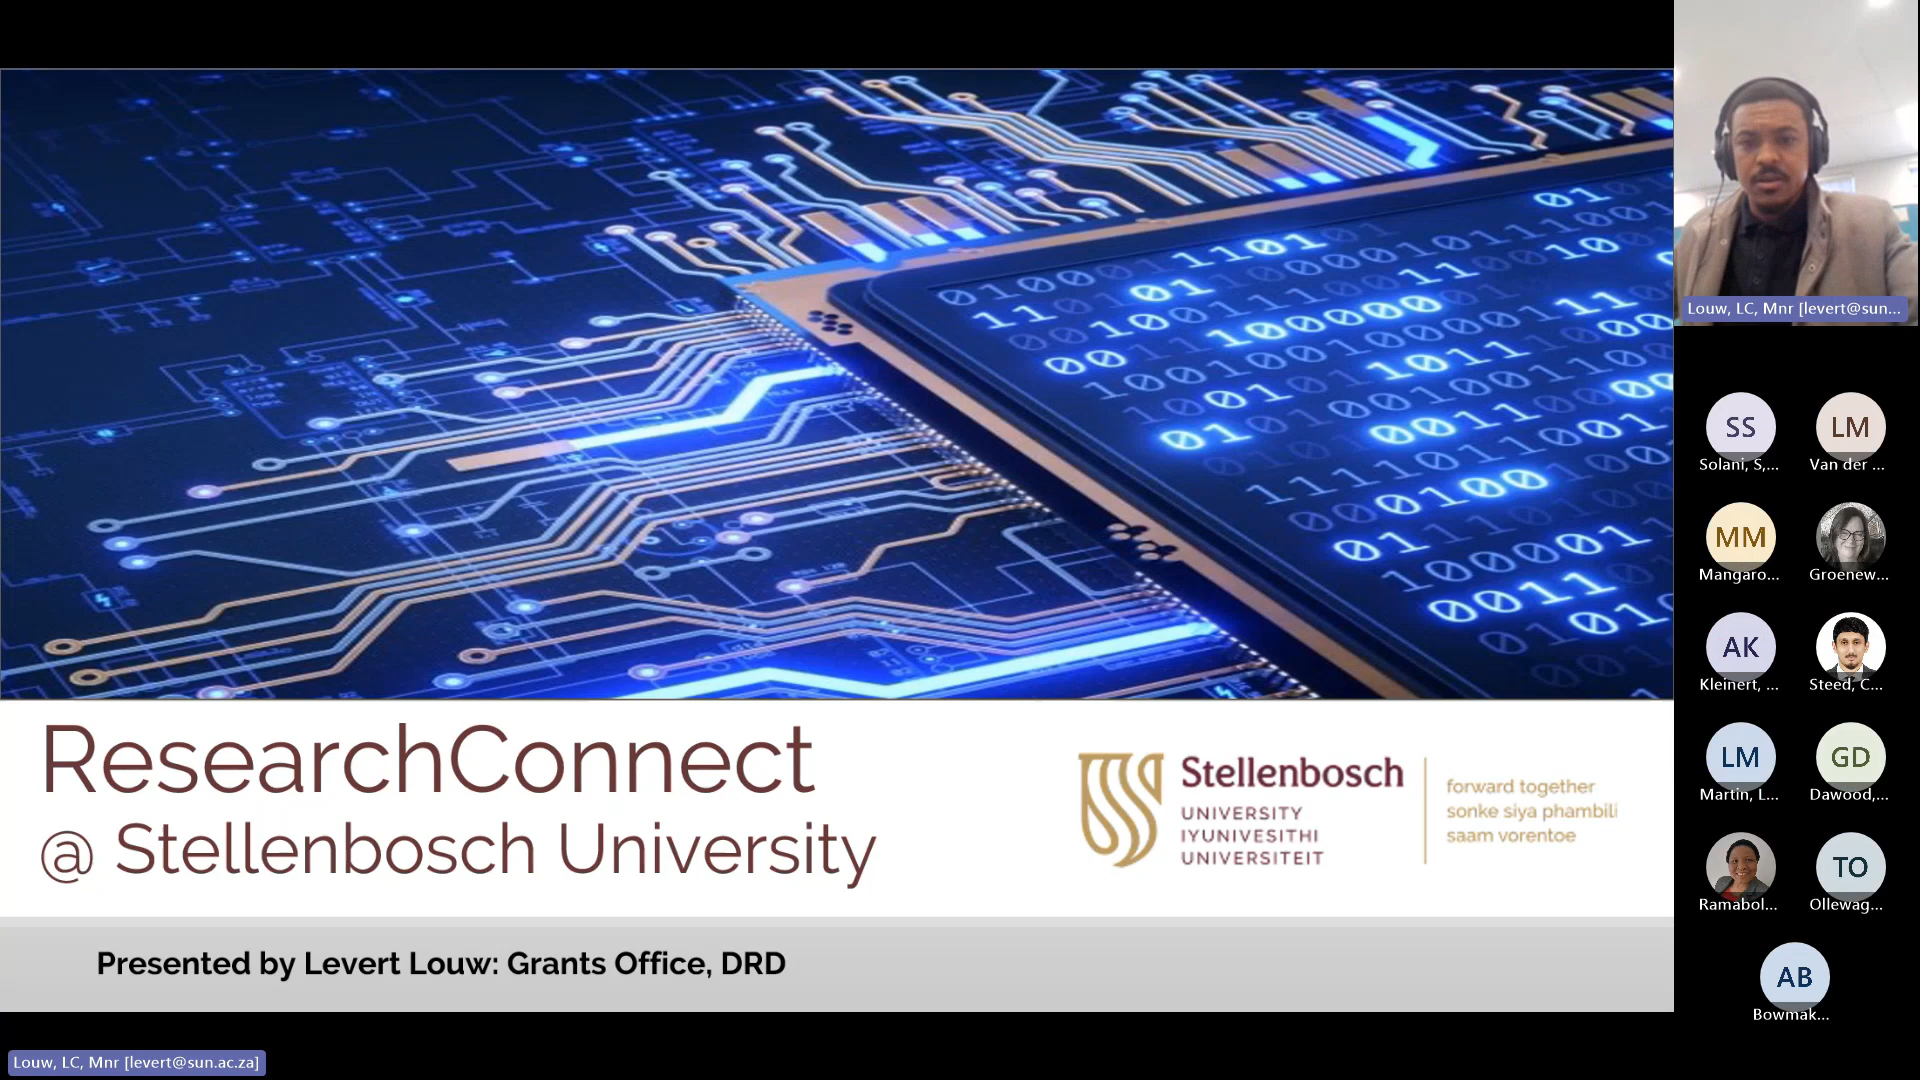 ResearchConnect
@ Stellenbosch University
Stellenbosch
UNIVERSITY
IYUNIVESITHI
UNIVERSITEIT
forward together
sonke siya phambili
saam vorentoe
Presented by Levert Louw: Grants Office, DRD
Louw, LC, Mnr [levert@sun.ac.za]
Louw, LC, Mnr [levert@sun...
SS
Solani, S,...
LM
Van der ...
MM
Mangaro...
Groenew...
AK
Kleinert, ...
Steed, C...
LM
Martin, L...
GD
Dawood,...
Ramabol...
TO
Ollewag...
AB
Bowmak...